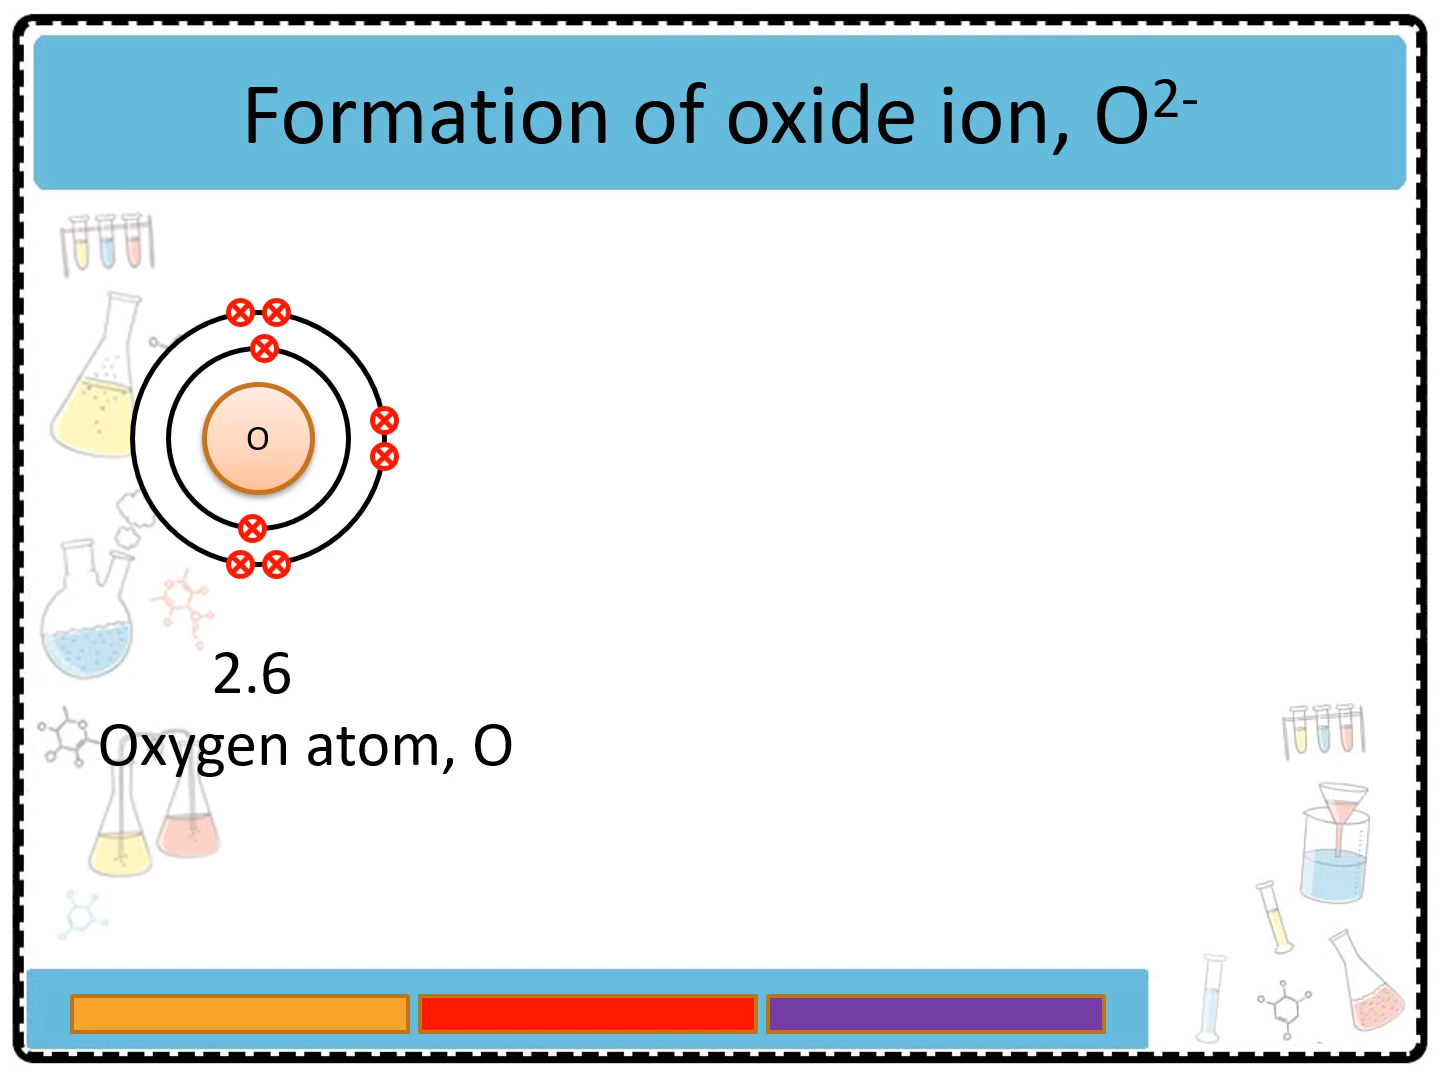 Formation of oxide ion, O²⁻
O
2.6
Oxygen atom, O